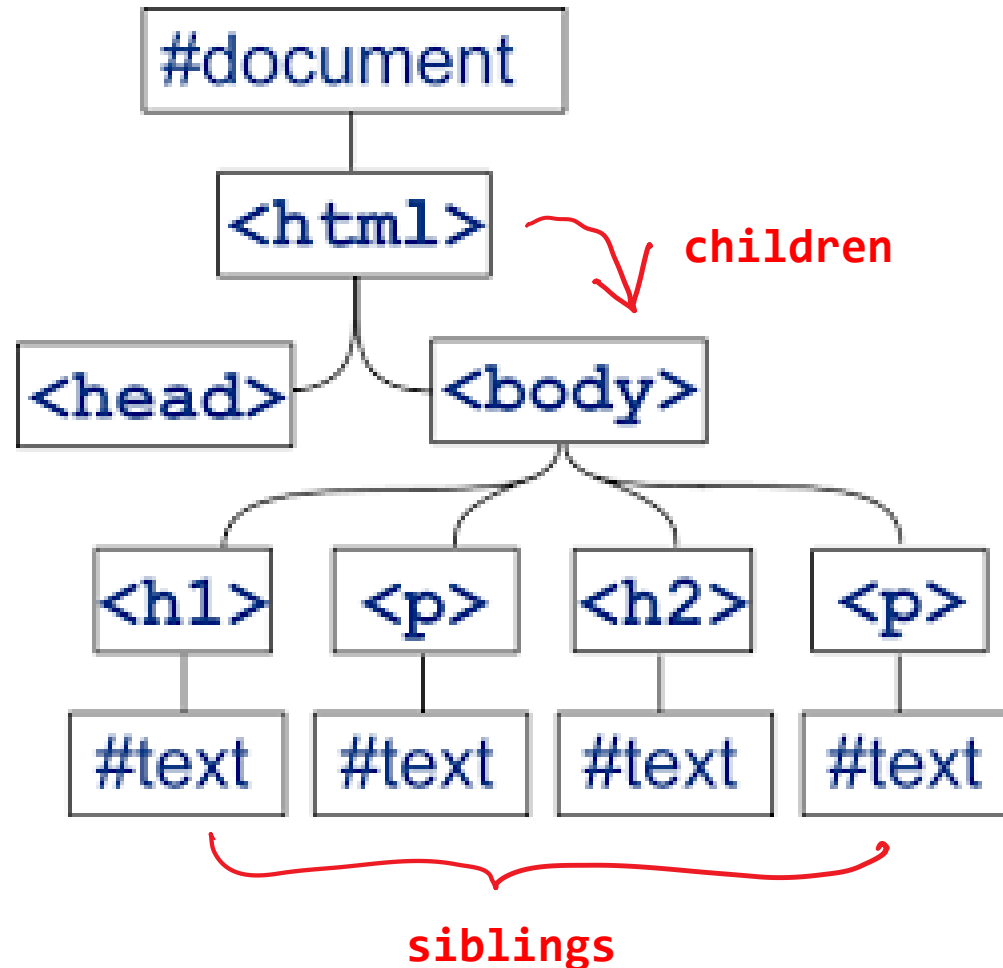 #document
<html>
children
<head> <body>
<h1> <p> <h2> <p>
#text #text #text #text
siblings